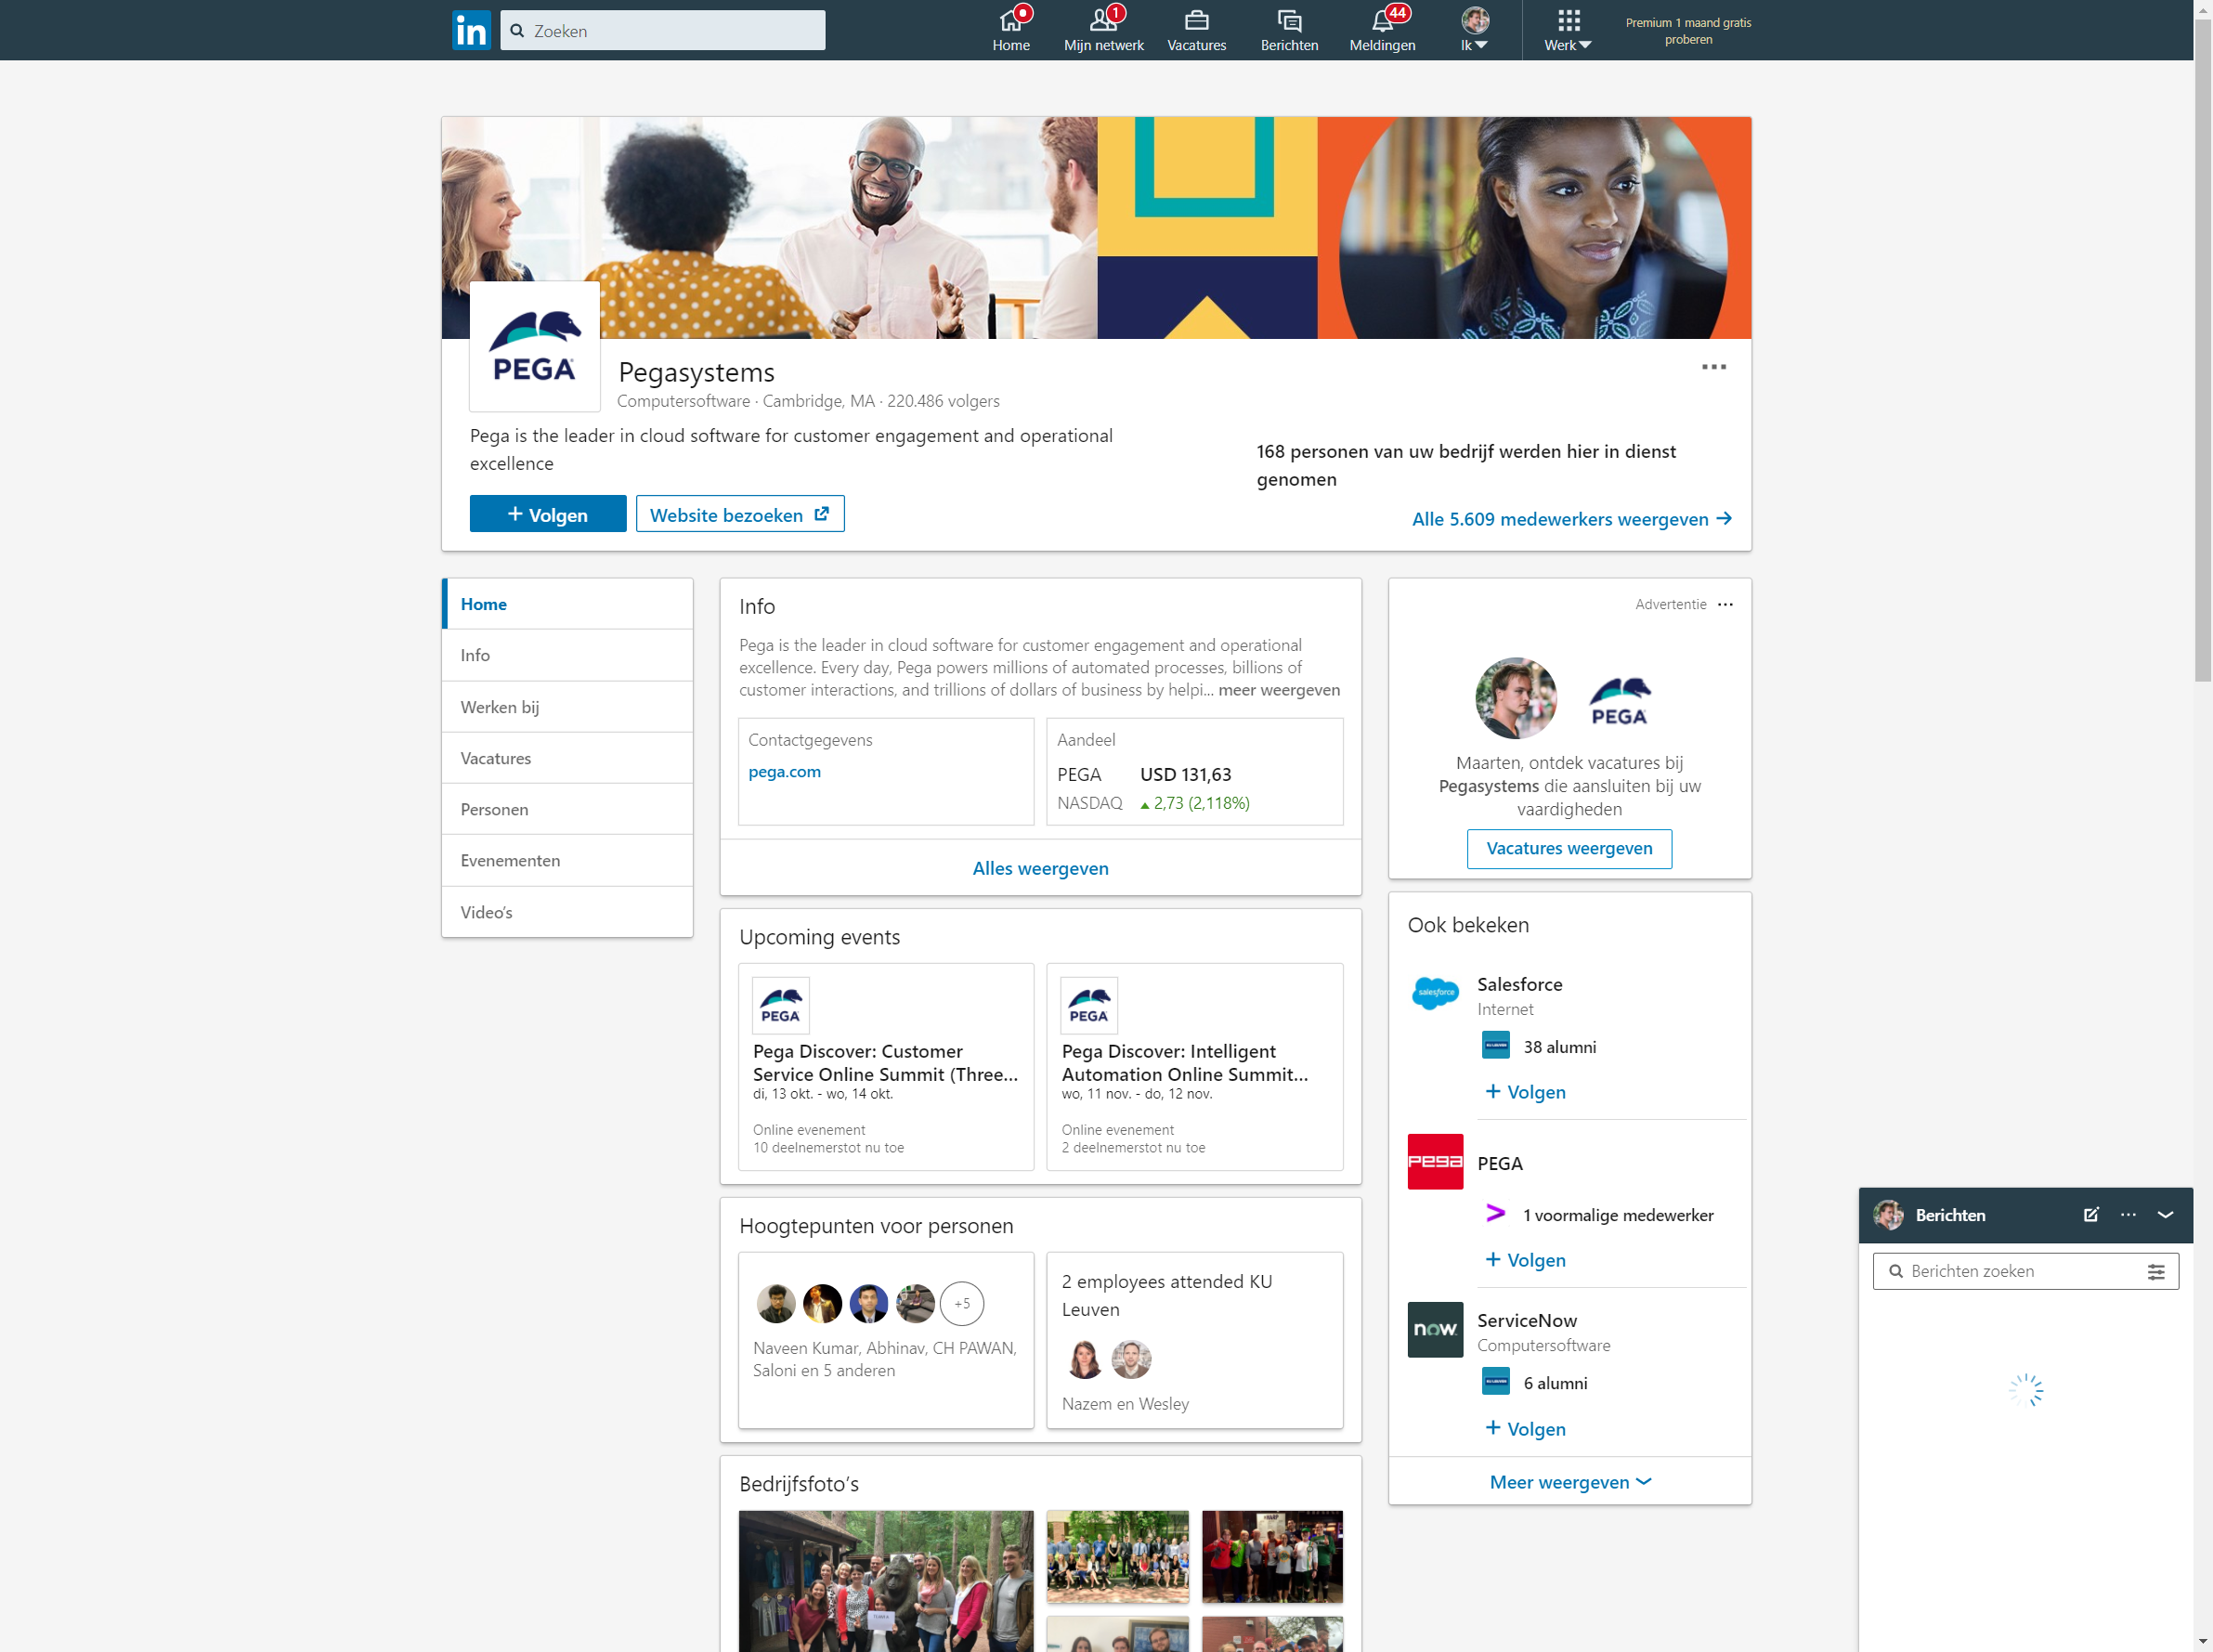 in
Zoeken
Home
1
Mijn netwerk
Vacatures
Berichten
44
Meldingen
Ik
Werk
Premium 1 maand gratis
proberen
PEGA
Pegasystems
Computersoftware · Cambridge, MA · 220.486 volgers
Pega is the leader in cloud software for customer engagement and operational
excellence
168 personen van uw bedrijf werden hier in dienst
genomen
+ Volgen
Website bezoeken
Alle 5.609 medewerkers weergeven →
Home
Info
Werken bij
Vacatures
Personen
Evenementen
Video's
Info
Pega is the leader in cloud software for customer engagement and operational
excellence. Every day, Pega powers millions of automated processes, billions of
customer interactions, and trillions of dollars of business by helpi... meer weergeven
Contactgegevens
pega.com
Aandeel
PEGA USD 131,63
NASDAQ ▲ 2,73 (2,118%)
Alles weergeven
Upcoming events
PEGA
Pega Discover: Customer
Service Online Summit (Three...
di, 13 okt. - wo, 14 okt.
Online evenement
10 deelnemerstot nu toe
PEGA
Pega Discover: Intelligent
Automation Online Summit...
wo, 11 nov. - do, 12 nov.
Online evenement
2 deelnemerstot nu toe
Hoogtepunten voor personen
+5
Naveen Kumar, Abhinav, CH PAWAN,
Saloni en 5 anderen
2 employees attended KU
Leuven
Nazem en Wesley
Bedrijfsfoto's
Advertentie
PEGA
Maarten, ontdek vacatures bij
Pegasystems die aansluiten bij uw
vaardigheden
Vacatures weergeven
Ook bekeken
salesforce
Salesforce
Internet
KU LEUVEN
38 alumni
+ Volgen
PEGA
PEGA
1 voormalige medewerker
+ Volgen
now
ServiceNow
Computersoftware
KU LEUVEN
6 alumni
+ Volgen
Meer weergeven
Berichten
Berichten zoeken